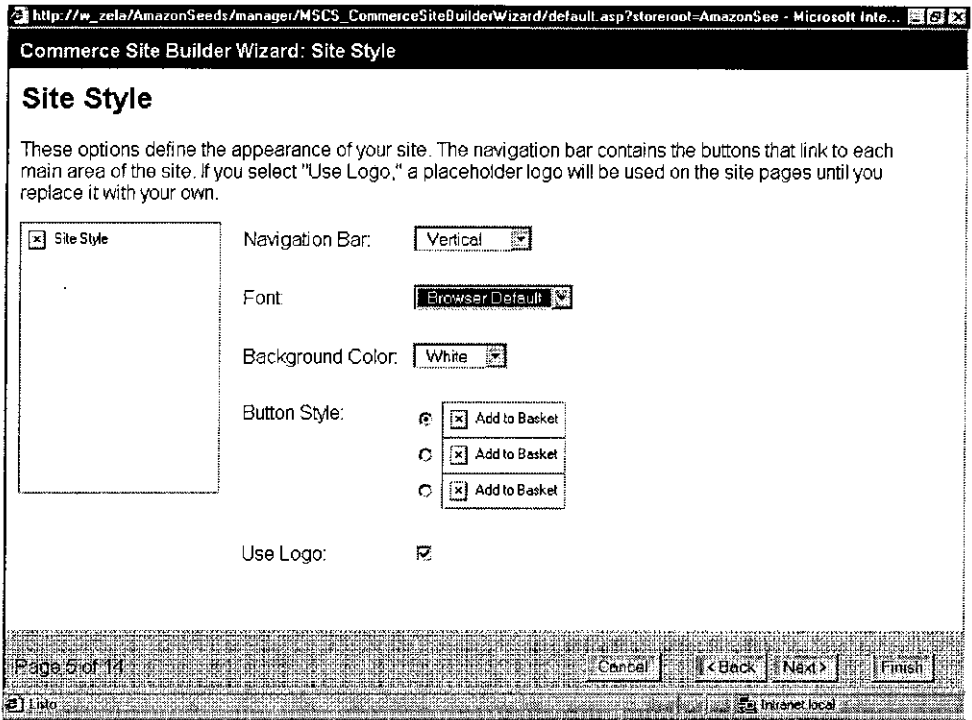 http://w_zela/AmazonSeeds/manager/MSCS_CommerceSiteBuilderWizard/default.asp?storeroot=AmazonSee - Microsoft Inte...
Commerce Site Builder Wizard: Site Style
Site Style
These options define the appearance of your site. The navigation bar contains the buttons that link to each
main area of the site. If you select "Use Logo," a placeholder logo will be used on the site pages until you
replace it with your own.
Site Style
Navigation Bar: Vertical
Font: Browser Default
Background Color: White
Button Style: Add to Basket
Add to Basket
Add to Basket
Use Logo:
Page 5 of 14 Cancel < Back Next > Finish
Listo Intranet local